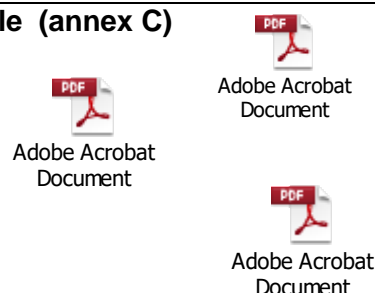 le (annex C)
PDF
Adobe Acrobat
Document
PDF
Adobe Acrobat
Document
PDF
Adobe Acrobat
Document